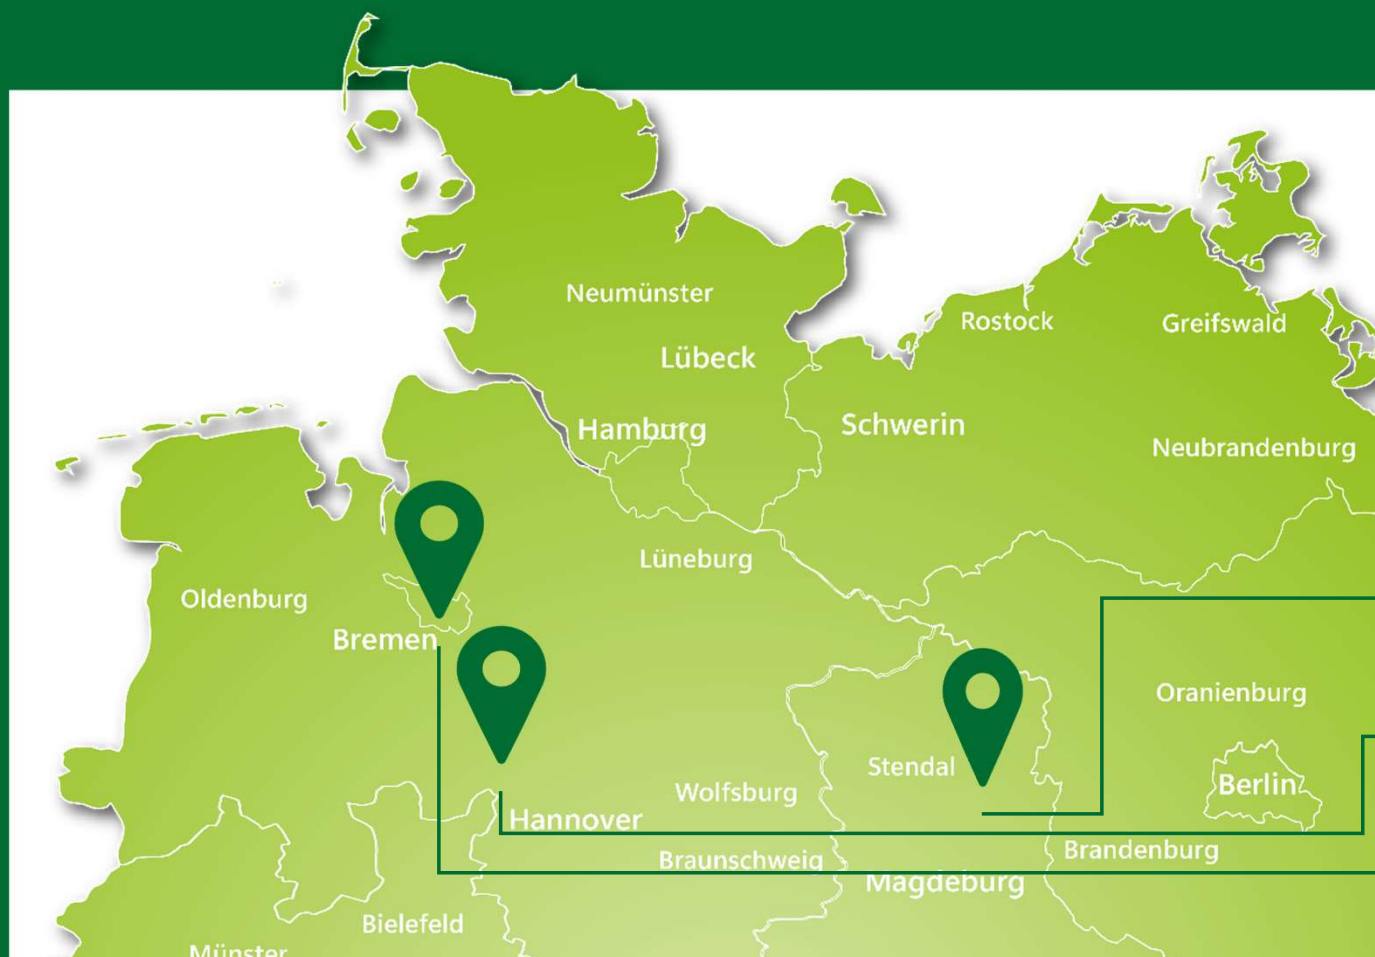 Neumünster
Rostock
Greifswald
Lübeck
Schwerin
Hamburg
Neubrandenburg
Lüneburg
Oldenburg
Bremen
Oranienburg
Stendal
Wolfsburg
Berlin
Hannover
Brandenburg
Braunschweig
Magdeburg
Bielefeld
Münster